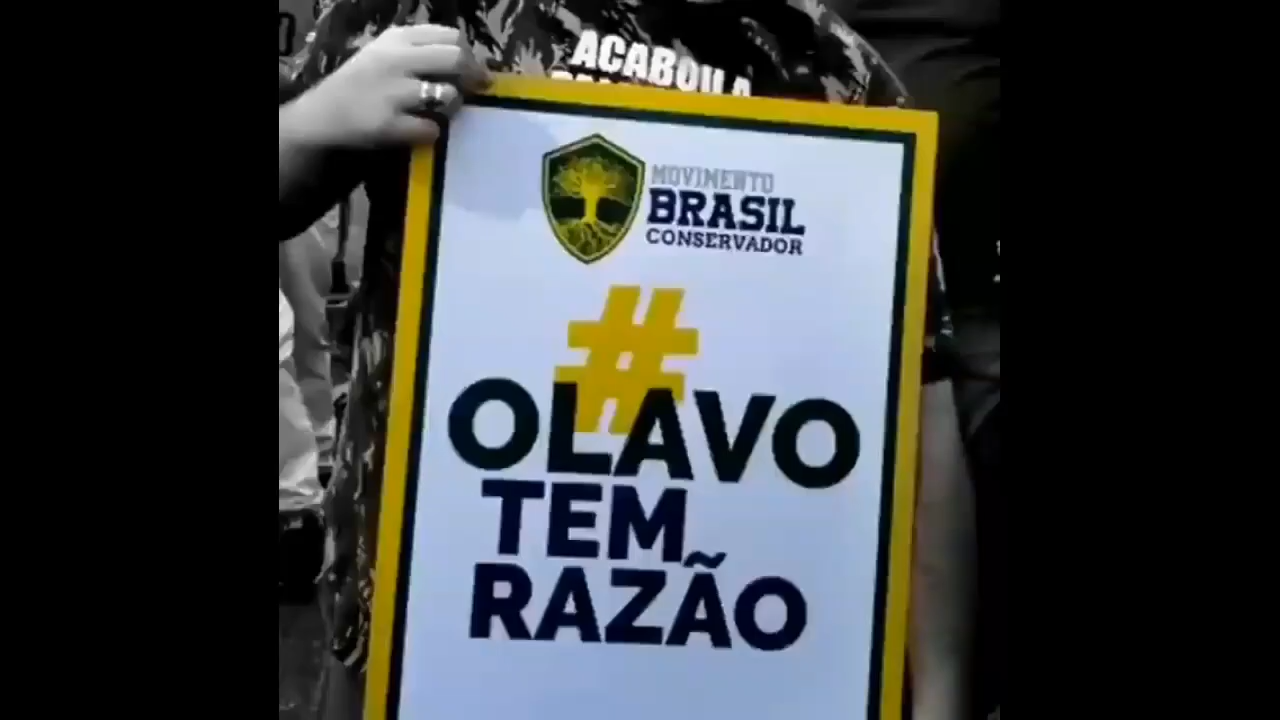 ACABOU A
MOVIMENTO
BRASIL
CONSERVADOR
#
OLAVO
TEM
RAZÃO